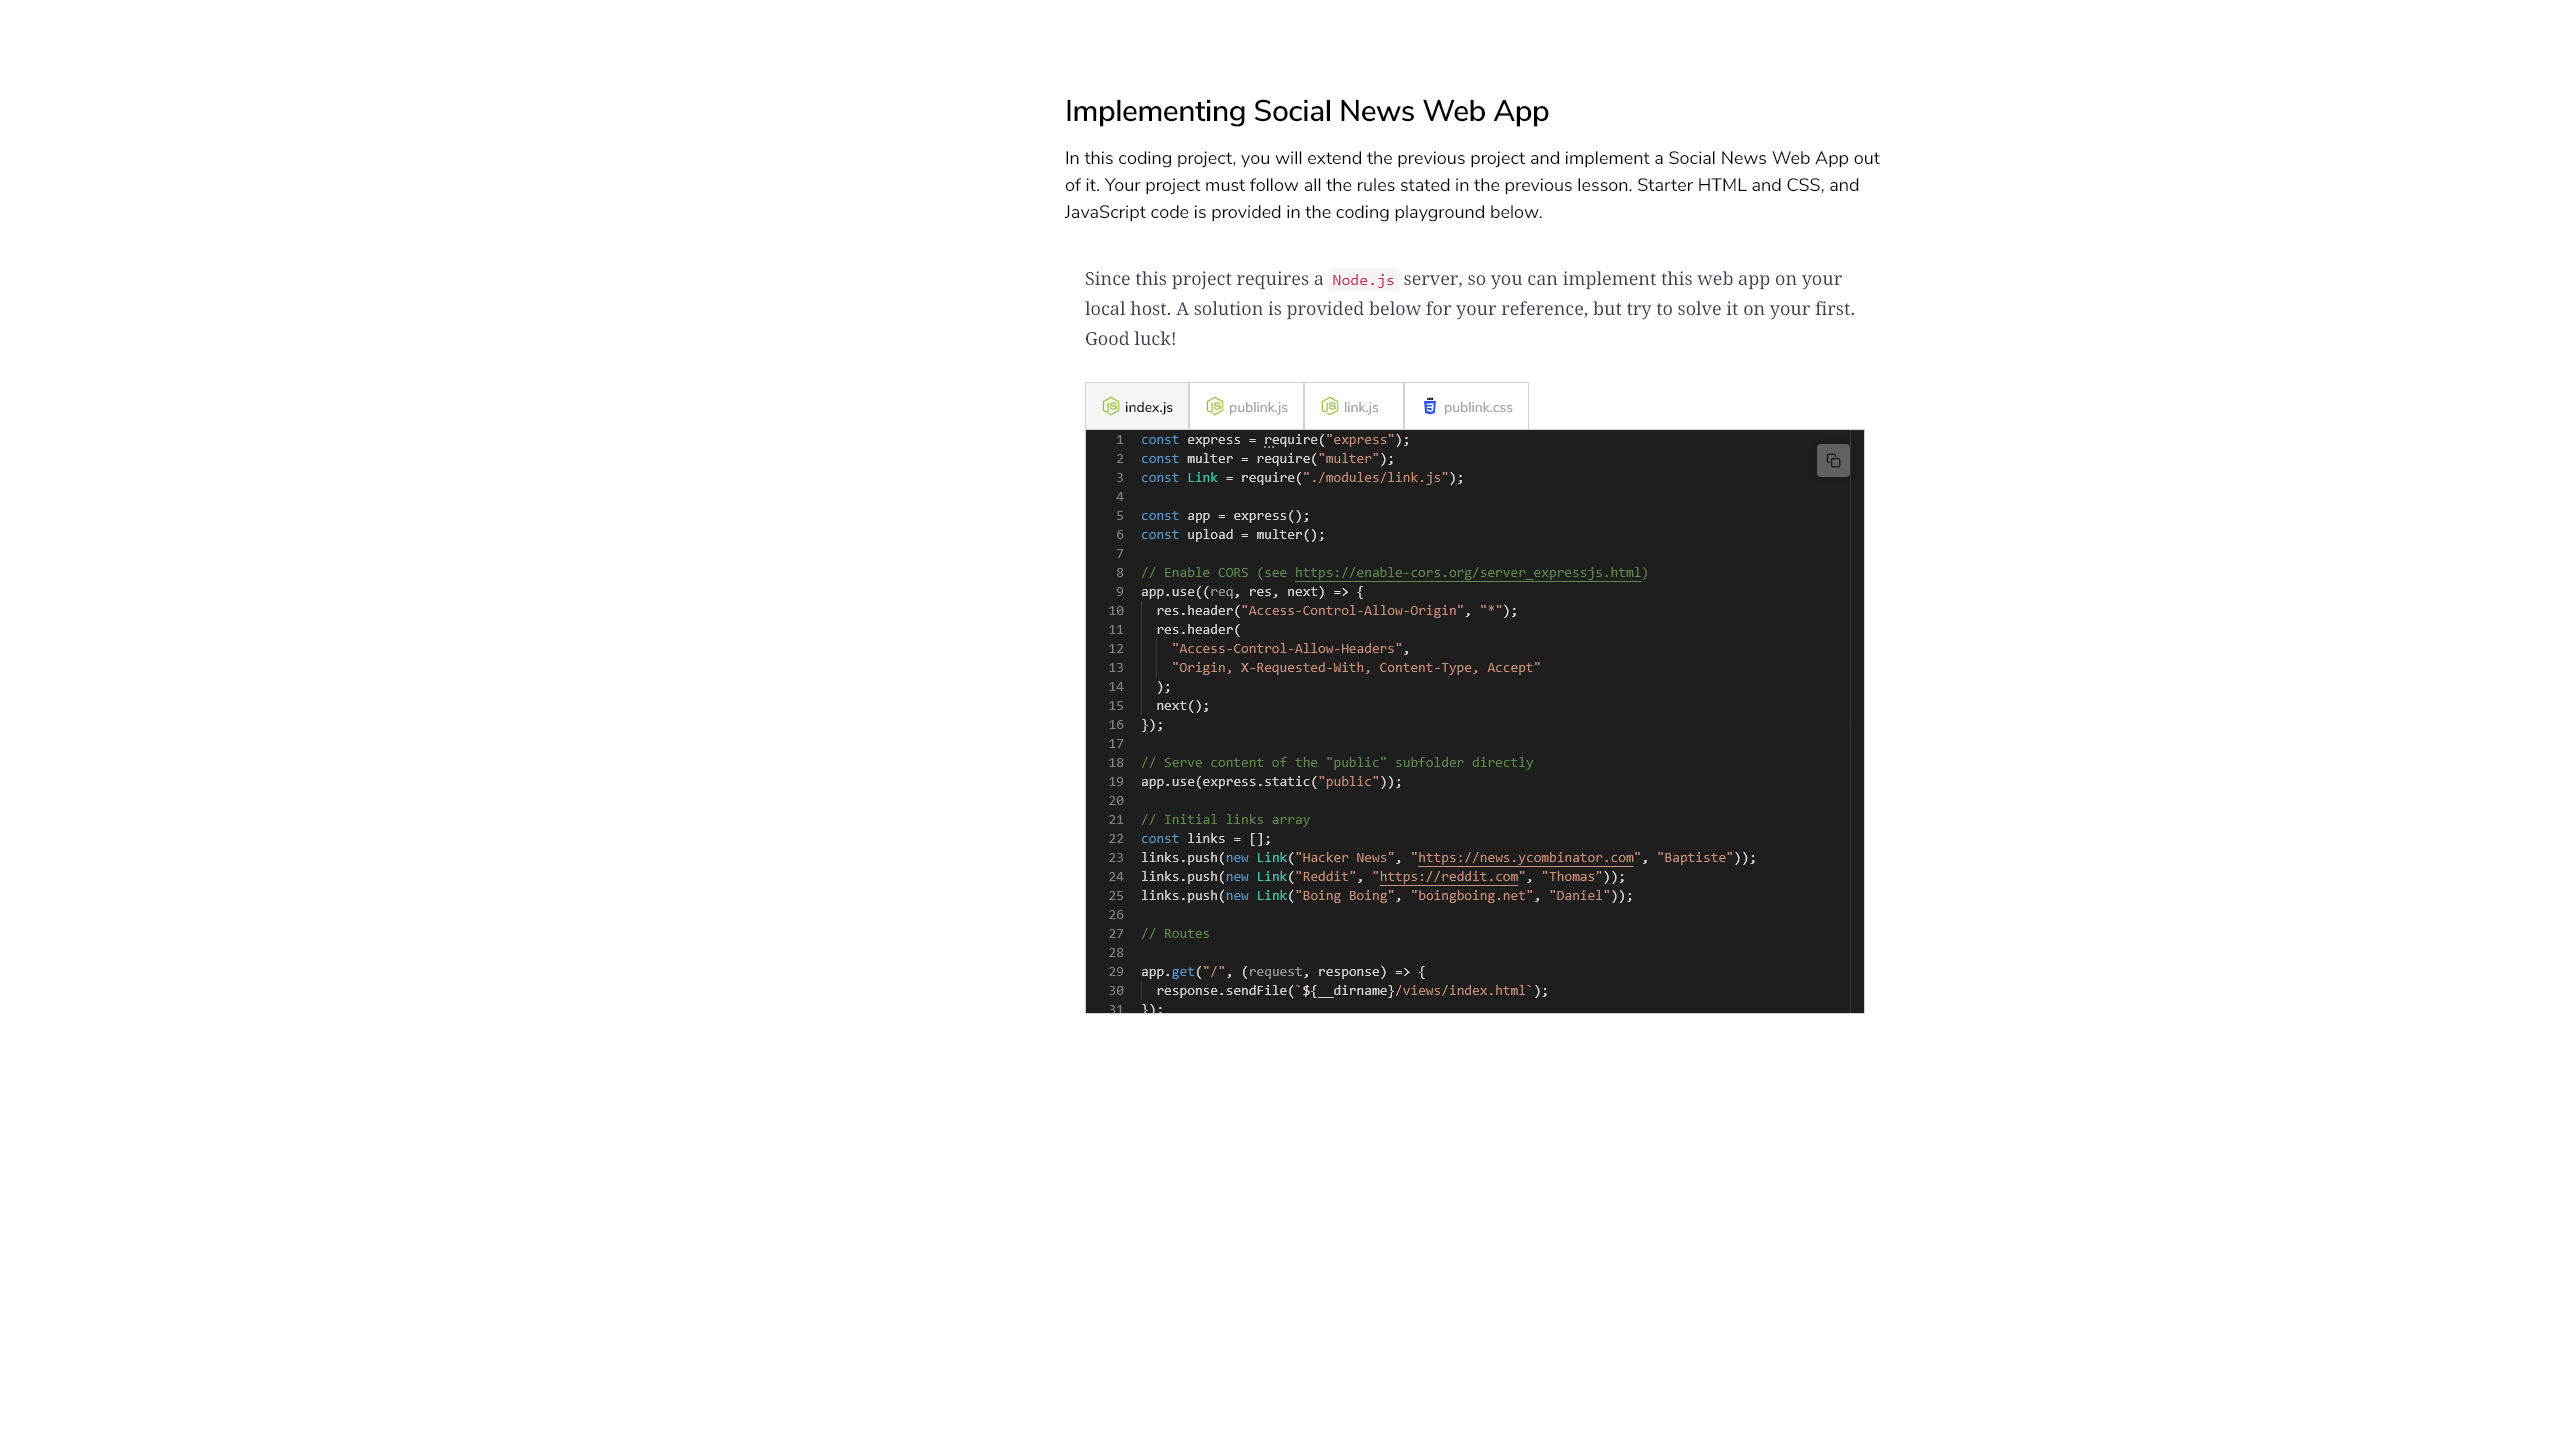 Implementing Social News Web App
In this coding project, you will extend the previous project and implement a Social News Web App out
of it. Your project must follow all the rules stated in the previous lesson. Starter HTML and CSS, and
JavaScript code is provided in the coding playground below.
Since this project requires a Node.js server, so you can implement this web app on your
local host. A solution is provided below for your reference, but try to solve it on your first.
Good luck!
index.js publink.js link.js publink.css
1 const express = require("express");
2 const multer = require("multer");
3 const Link = require("./modules/link.js");
4
5 const app = express();
6 const upload = multer();
7
8 // Enable CORS (see https://enable-cors.org/server_expressjs.html)
9 app.use((req, res, next) => {
10   res.header("Access-Control-Allow-Origin", "*");
11   res.header(
12     "Access-Control-Allow-Headers",
13     "Origin, X-Requested-With, Content-Type, Accept"
14   );
15   next();
16 });
17
18 // Serve content of the "public" subfolder directly
19 app.use(express.static("public"));
20
21 // Initial links array
22 const links = [];
23 links.push(new Link("Hacker News", "https://news.ycombinator.com", "Baptiste"));
24 links.push(new Link("Reddit", "https://reddit.com", "Thomas"));
25 links.push(new Link("Boing Boing", "boingboing.net", "Daniel"));
26
27 // Routes
28
29 app.get("/", (request, response) => {
30   response.sendFile(`${__dirname}/views/index.html`);
31 });